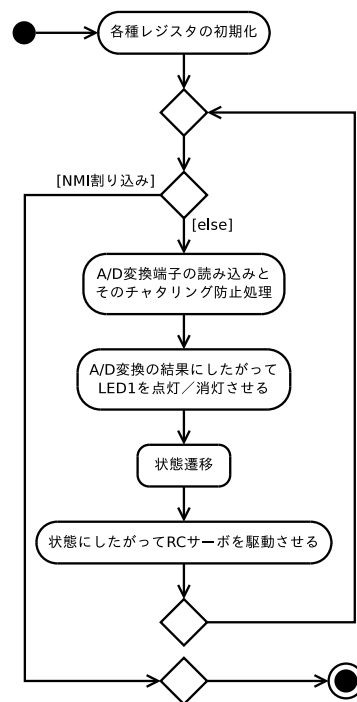 各種レジスタの初期化
[NMI割り込み]
[else]
A/D変換端子の読み込みと
そのチャタリング防止処理
A/D変換の結果にしたがって
LED1を点灯／消灯させる
状態遷移
状態にしたがってRCサーボを駆動させる